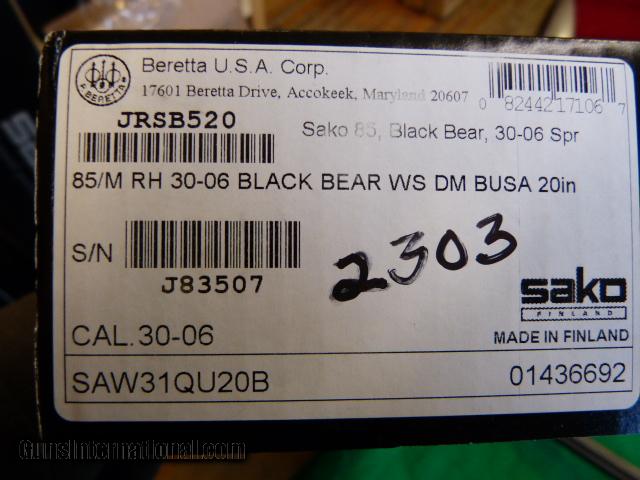 P. BERETTA
Beretta U.S.A. Corp.
17601 Beretta Drive, Accokeek, Maryland 20607
0 82442 17106 7
JRSB520
Sako 85, Black Bear, 30-06 Spr
85/M RH 30-06 BLACK BEAR WS DM BUSA 20in
S/N
J83507
2303
sako
FINLAND
CAL. 30-06
MADE IN FINLAND
SAW31QU20B
01436692
GunsInternational.com